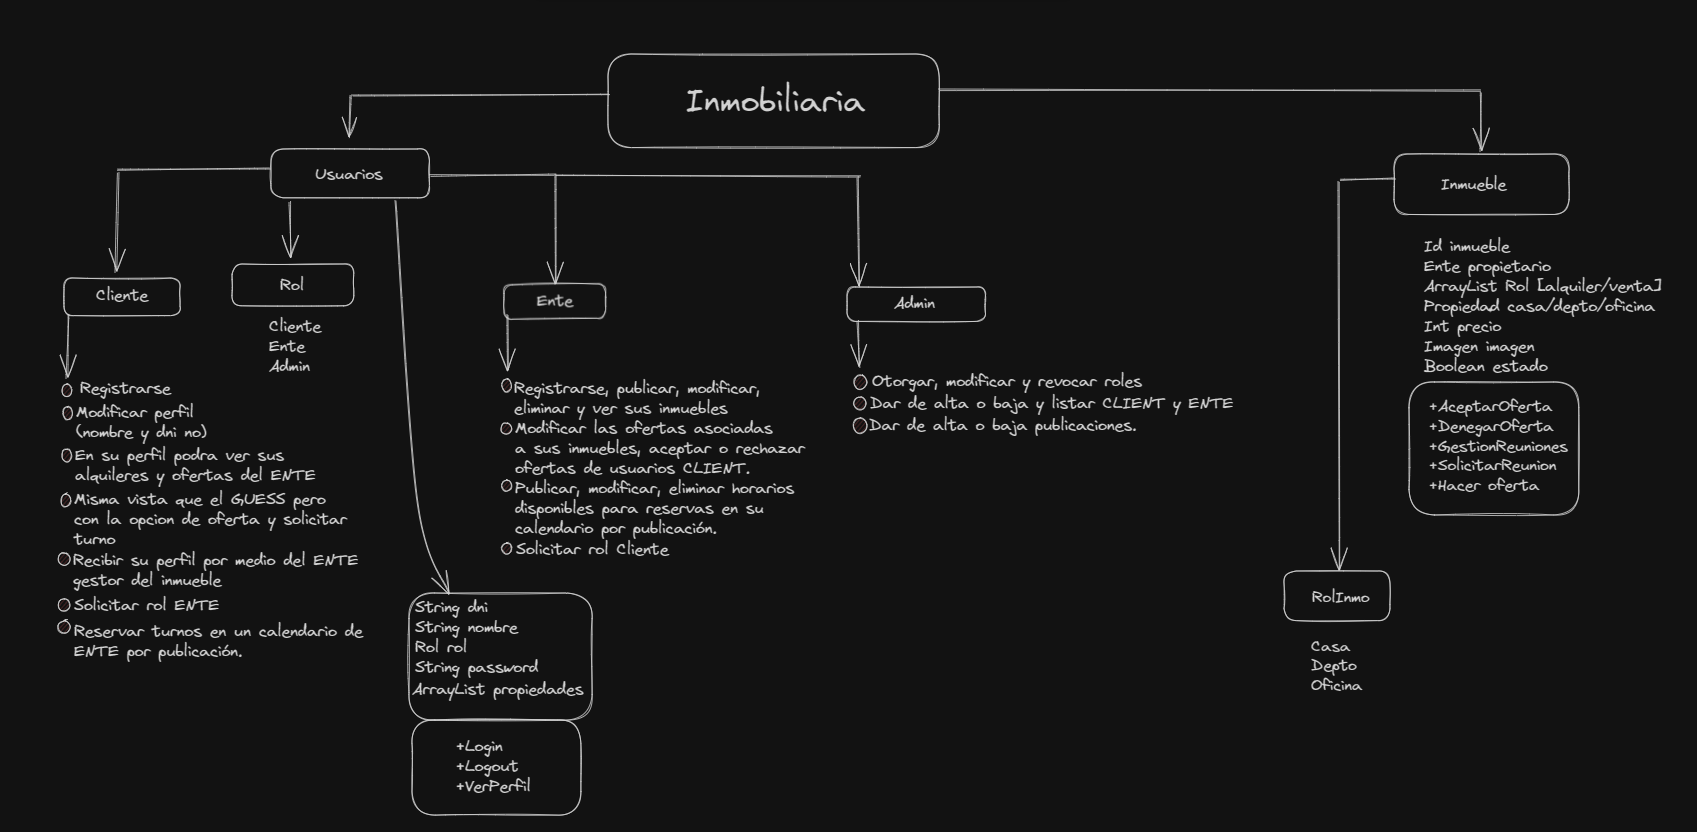 Inmobiliaria
Usuarios
Inmueble
Cliente
Rol
Cliente
Ente
Admin
Ente
Admin
Registrarse
Modificar perfil
(nombre y dni no)
En su perfil podra ver sus
alquileres y ofertas del ENTE
Misma vista que el GUESS pero
con la opcion de oferta y solicitar
turno
Recibir su perfil por medio del ENTE
gestor del inmueble
Solicitar rol ENTE
Reservar turnos en un calendario de
ENTE por publicación.
Registrarse, publicar, modificar,
eliminar y ver sus inmuebles
Modificar las ofertas asociadas
a sus inmuebles, aceptar o rechazar
ofertas de usuarios CLIENT.
Publicar, modificar, eliminar horarios
disponibles para reservas en su
calendario por publicación.
Solicitar rol Cliente
Otorgar, modificar y revocar roles
Dar de alta o baja y listar CLIENT y ENTE
Dar de alta o baja publicaciones.
String dni
String nombre
Rol rol
String password
ArrayList propiedades
+Login
+Logout
+VerPerfil
Id inmueble
Ente propietario
ArrayList Rol [alquiler/venta]
Propiedad casa/depto/oficina
Int precio
Imagen imagen
Boolean estado
+AceptarOferta
+DenegarOferta
+GestionReuniones
+SolicitarReunion
+Hacer oferta
RolInmo
Casa
Depto
Oficina